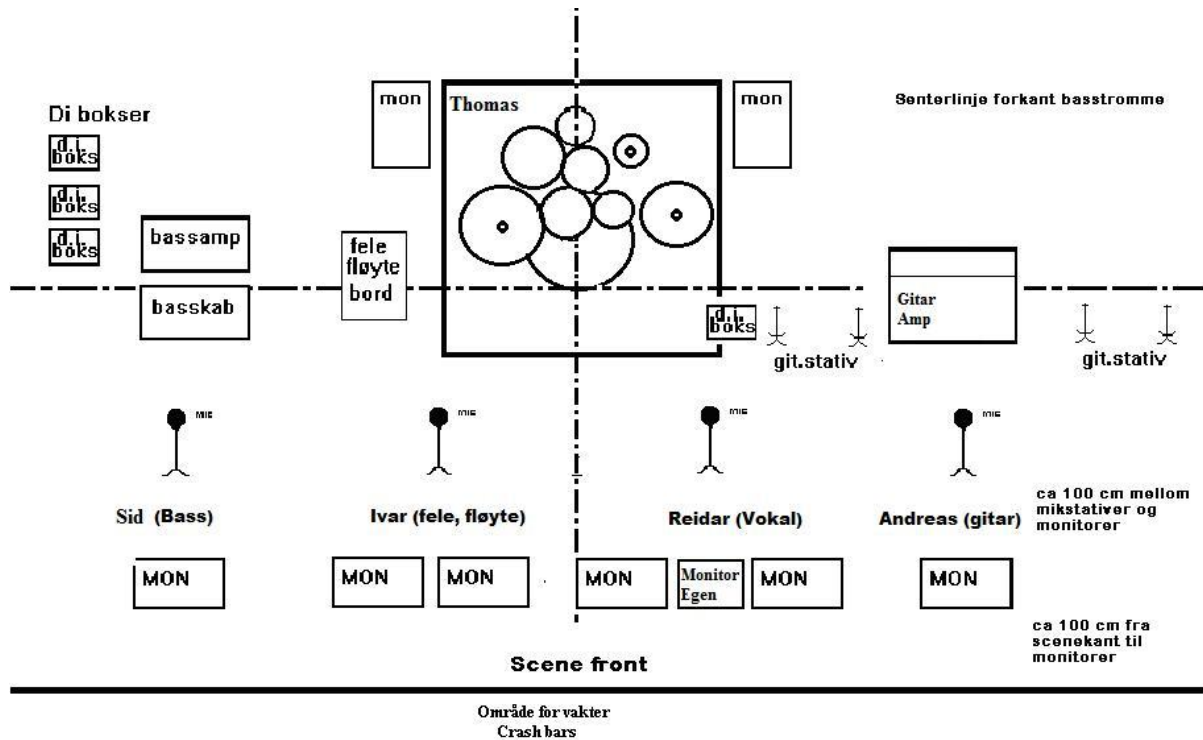 mon
Thomas
mon
Senterlinje forkant basstromme
Di bokser
d.i.
boks
d.i.
boks
d.i.
boks
bassamp
basskab
fele
fløyte
bord
d.i.
boks
git.stativ
Gitar
Amp
git.stativ
MIC
MIC
MIC
MIC
Sid (Bass)
Ivar (fele, fløyte)
Reidar (Vokal)
Andreas (gitar)
ca 100 cm mellom
mikstativer og
monitorer
MON
MON
MON
MON
Monitor
Egen
MON
MON
ca 100 cm fra
scenekant til
monitorer
Scene front
Område for vakter
Crash bars